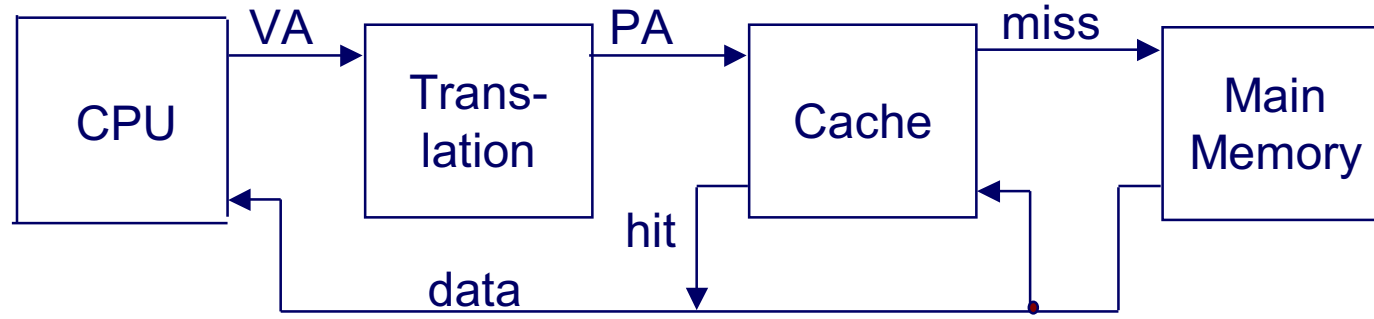 VA
PA
miss
CPU
Trans-
lation
Cache
Main
Memory
hit
data